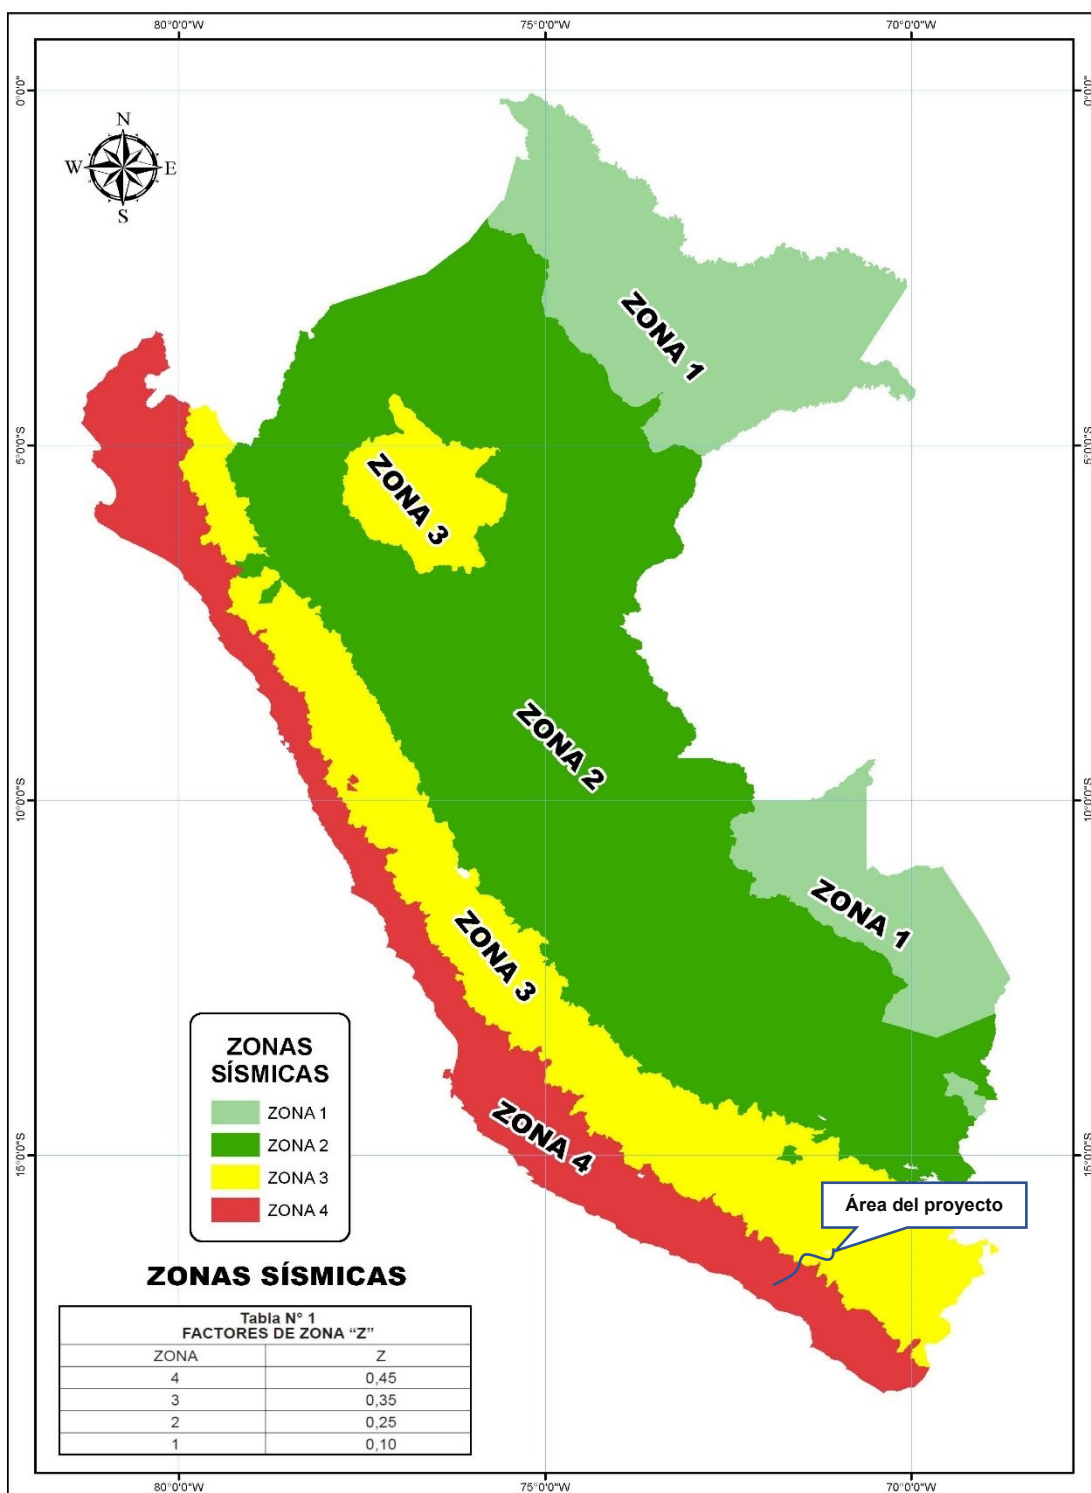 80°0'0"W
75°0'0"W
70°0'0"W
0°0'0"
0°0'0"
N
W
E
S
ZONA 1
5°0'0"S
5°0'0"S
ZONA 3
ZONA 2
10°0'0"S
10°0'0"S
ZONA 1
ZONA 3
ZONAS
SÍSMICAS
ZONA 1
ZONA 2
ZONA 3
ZONA 4
ZONA 4
15°0'0"S
15°0'0"S
Área del proyecto
ZONAS SÍSMICAS
Tabla N° 1
FACTORES DE ZONA “Z”
ZONA Z
4 0,45
3 0,35
2 0,25
1 0,10
80°0'0"W
75°0'0"W
70°0'0"W